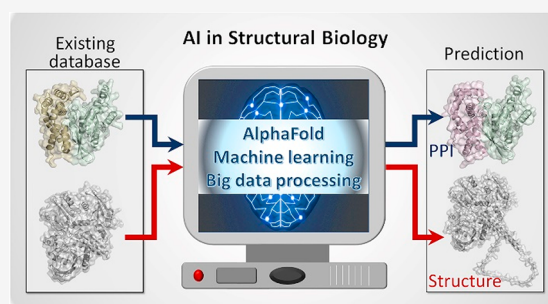 AI in Structural Biology
Existing
database
AlphaFold
Machine learning
Big data processing
Prediction
PPI
Structure